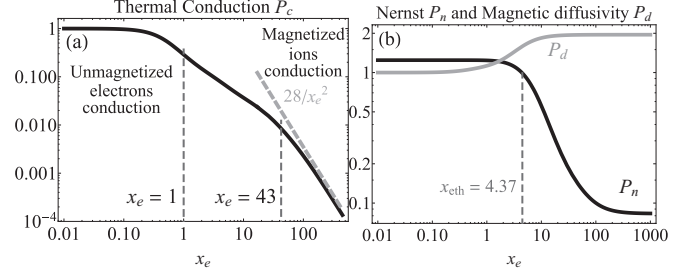 Thermal Conduction P_c
(a)
Magnetized
ions
conduction
Unmagnetized
electrons
conduction
28/x_e^2
x_e = 1
x_e = 43
1
0.100
0.010
0.001
10^-4
0.01 0.10 1 10 100
x_e
Nernst P_n and Magnetic diffusivity P_d
(b)
P_d
x_eth = 4.37
P_n
2
1
0.5
0.2
0.1
0.01 0.10 1 10 100 1000
x_e